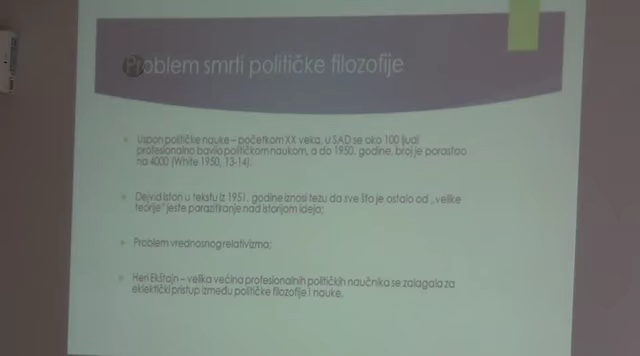 Problem smrti političke filozofije
Uspon političke nauke – početkom XX veka, u SAD se oko 100 ljudi
profesionalno bavilo političkom naukom, a do 1950. godine, broj je porastao
na 4000 (White 1950, 13-14).
Dejvid Iston u tekstu iz 1951. godine iznosi tezu da sve što je ostalo od „velike
teorije" jeste parazitiranje nad istorijom ideja;
Problem vrednosnog relativizma;
Heri Ekštajn – velika većina profesionalnih političkih naučnika se zalagala za
eklektički pristup između političke filozofije i nauke.